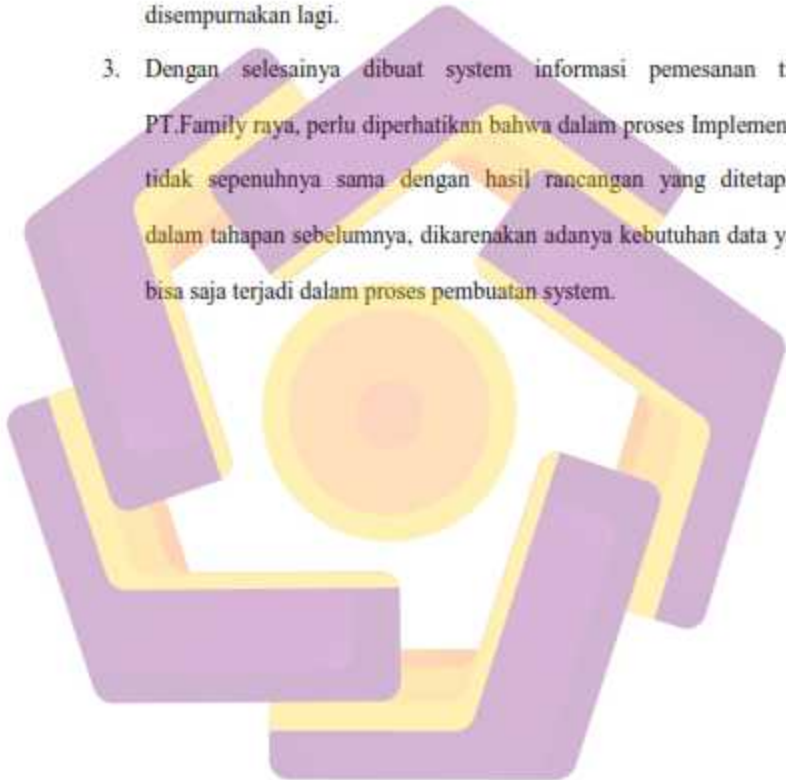 disempurnakan lagi.
3. Dengan selesainya dibuat system informasi pemesanan t
PT.Family raya, perlu diperhatikan bahwa dalam proses Implemen
tidak sepenuhnya sama dengan hasil rancangan yang ditetap
dalam tahapan sebelumnya, dikarenakan adanya kebutuhan data y
bisa saja terjadi dalam proses pembuatan system.